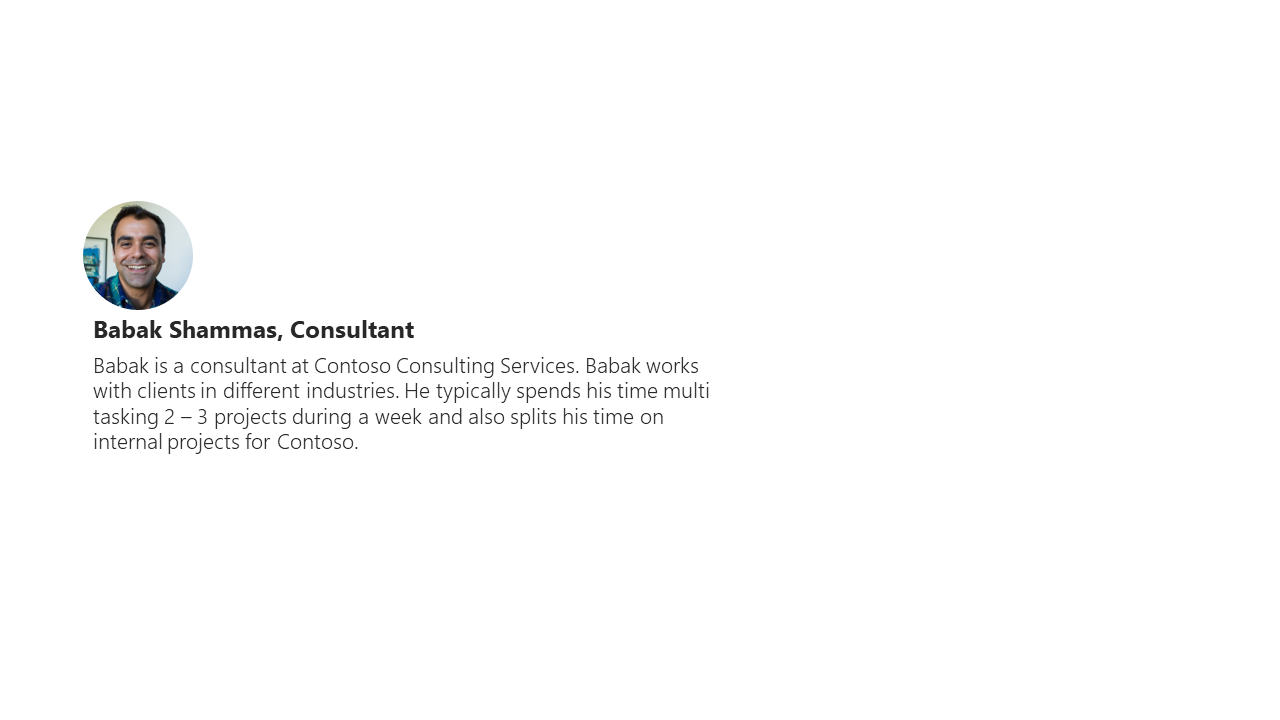 Babak Shammas, Consultant
Babak is a consultant at Contoso Consulting Services. Babak works
with clients in different industries. He typically spends his time multi
tasking 2 – 3 projects during a week and also splits his time on
internal projects for Contoso.